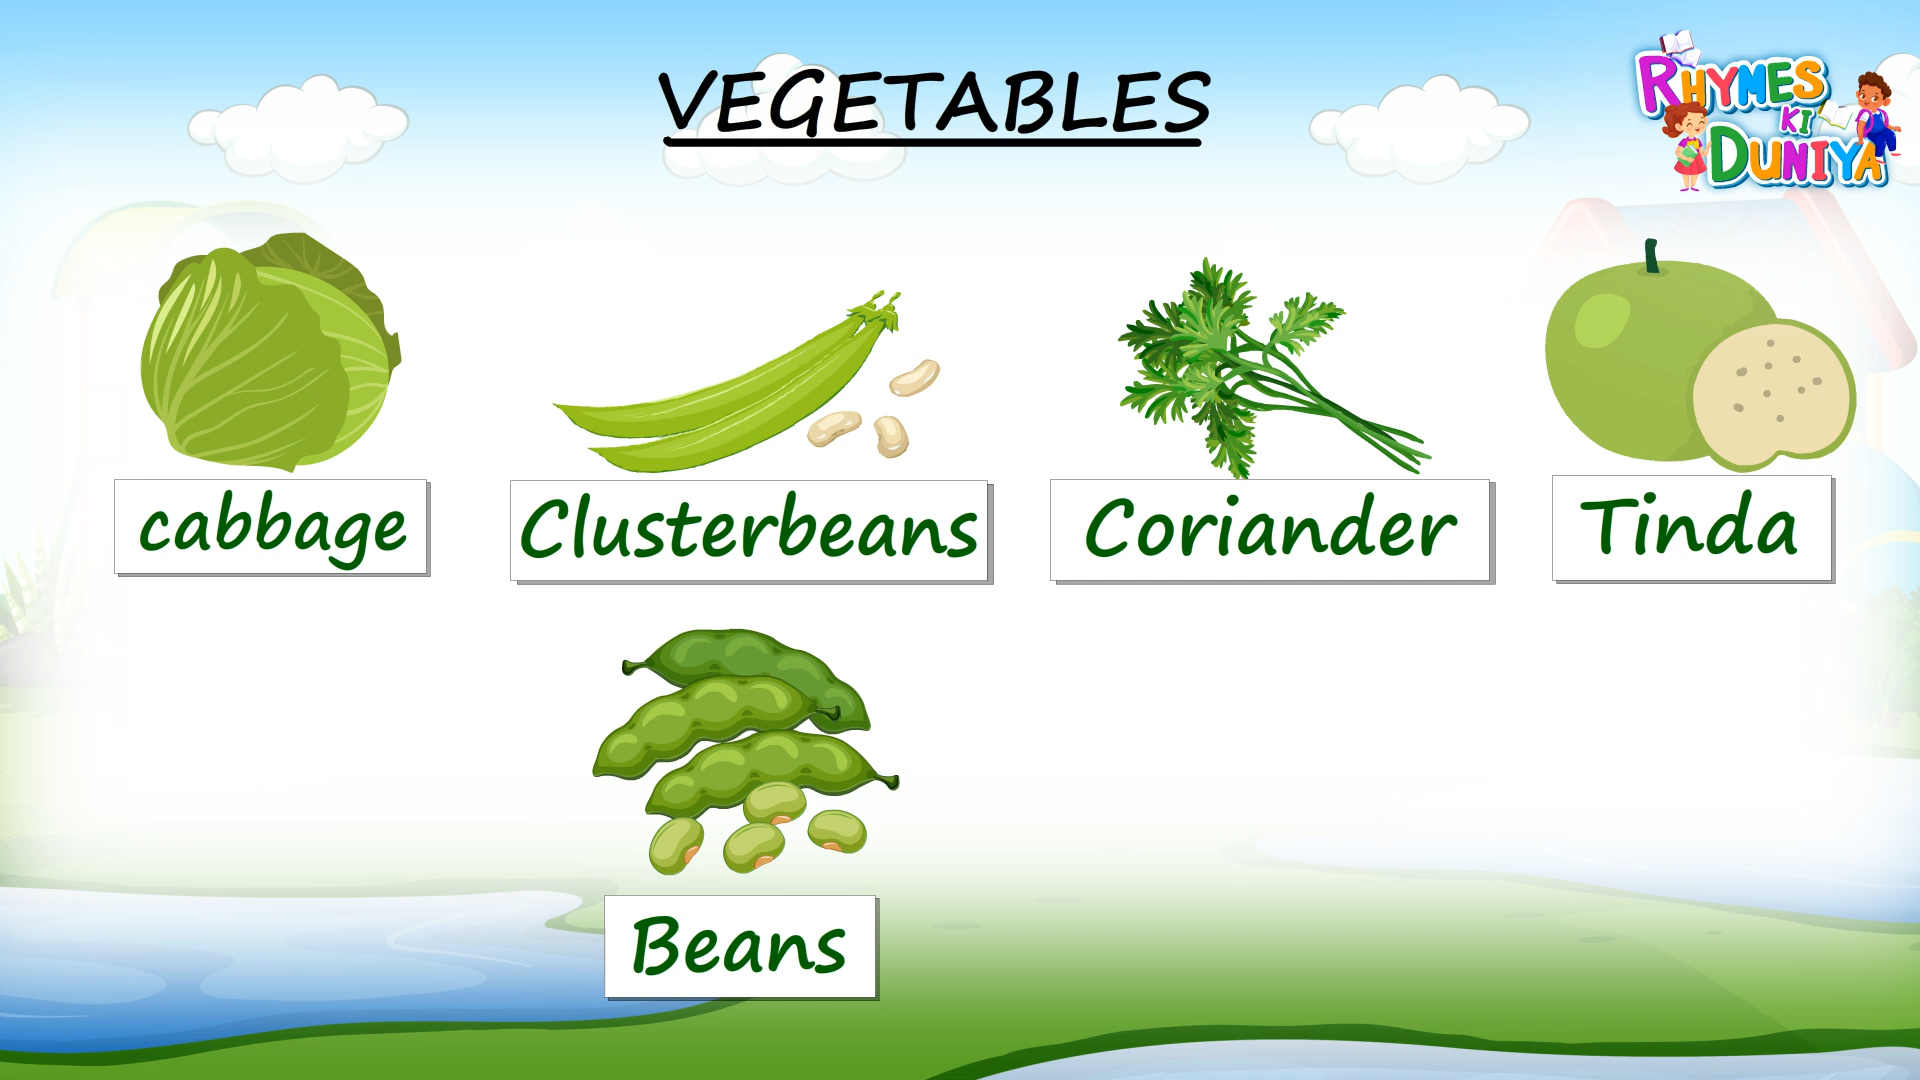 VEGETABLES
RHYMES
KI
DUNIYA
cabbage
Clusterbeans
Coriander
Tinda
Beans